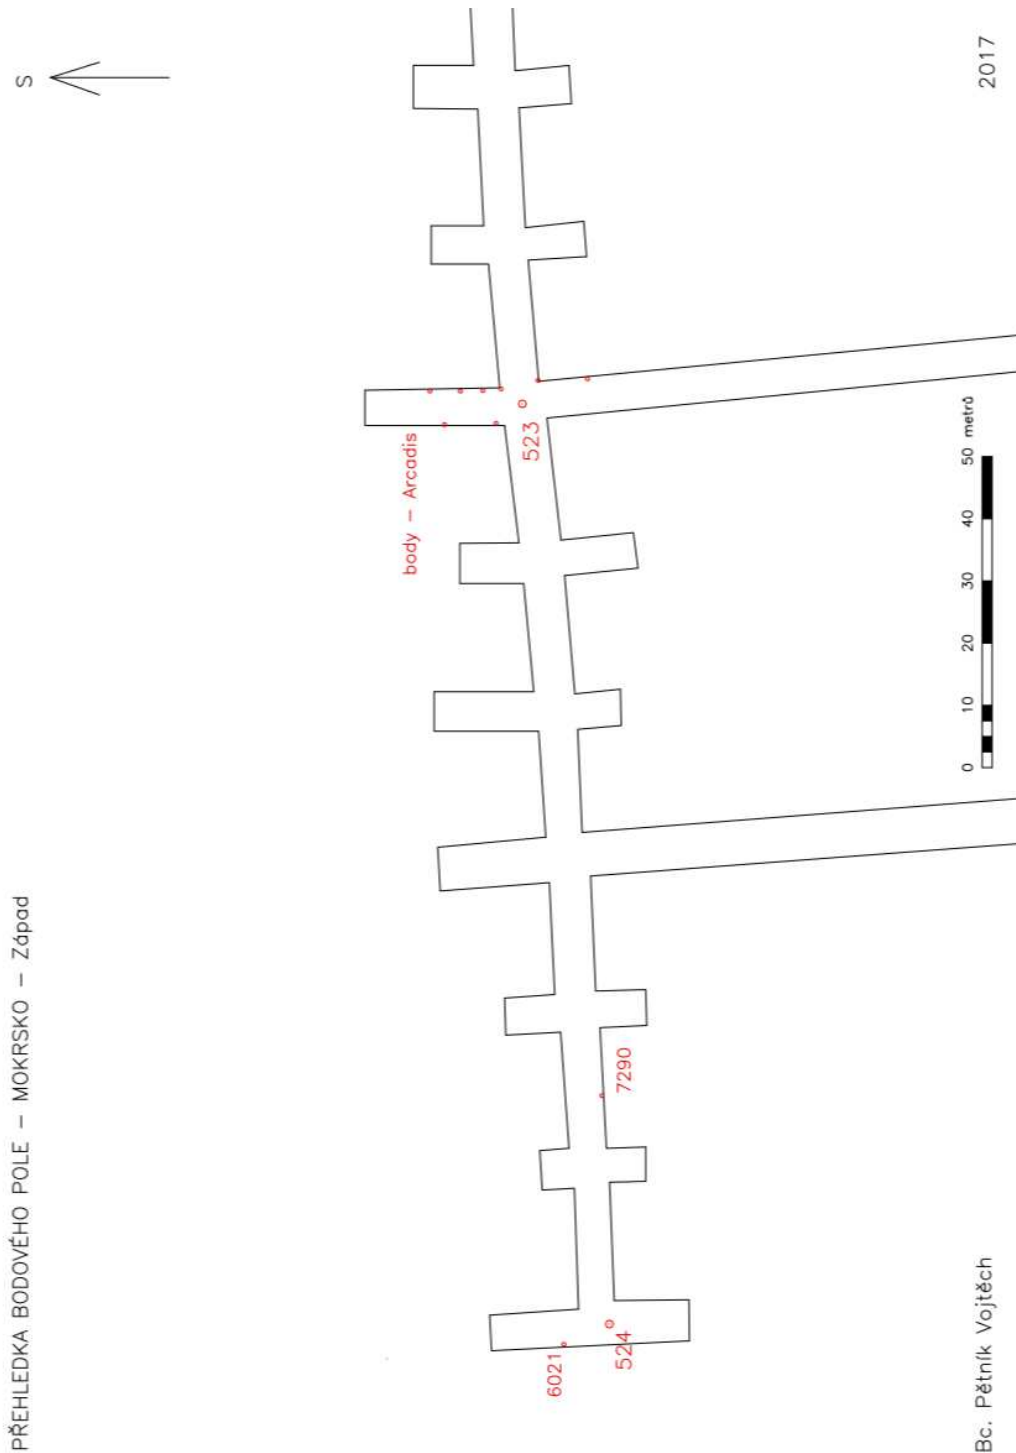 PŘEHLEDKA BODOVÉHO POLE – MOKRSKO – Západ
S
body – Arcadis
523
7290
6021
524
0 10 20 30 40 50 metrů
Bc. Pětník Vojtěch
2017